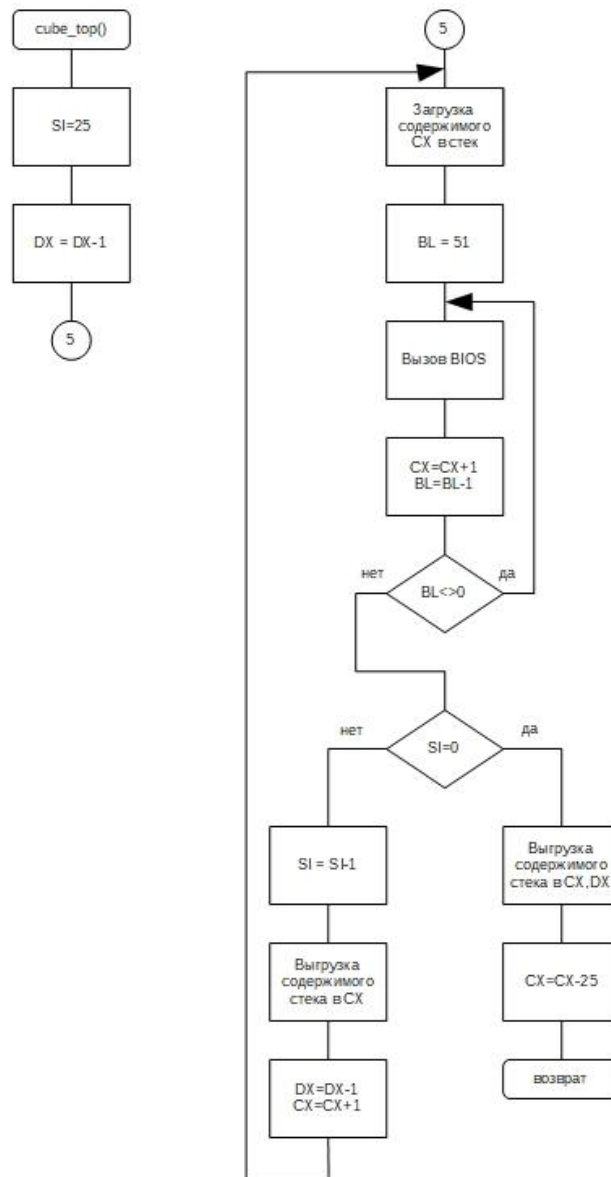 cube_top()
SI=25
DX = DX-1
5
5
Загрузка
содержимого
CX в стек
BL = 51
Вызов BIOS
CX=CX+1
BL=BL-1
нет
да
BL<>0
нет
да
SI=0
SI = SI-1
Выгрузка
содержимого
стека в CX
DX=DX-1
CX=CX+1
Выгрузка
содержимого
стека в CX,DX
CX=CX-25
возврат